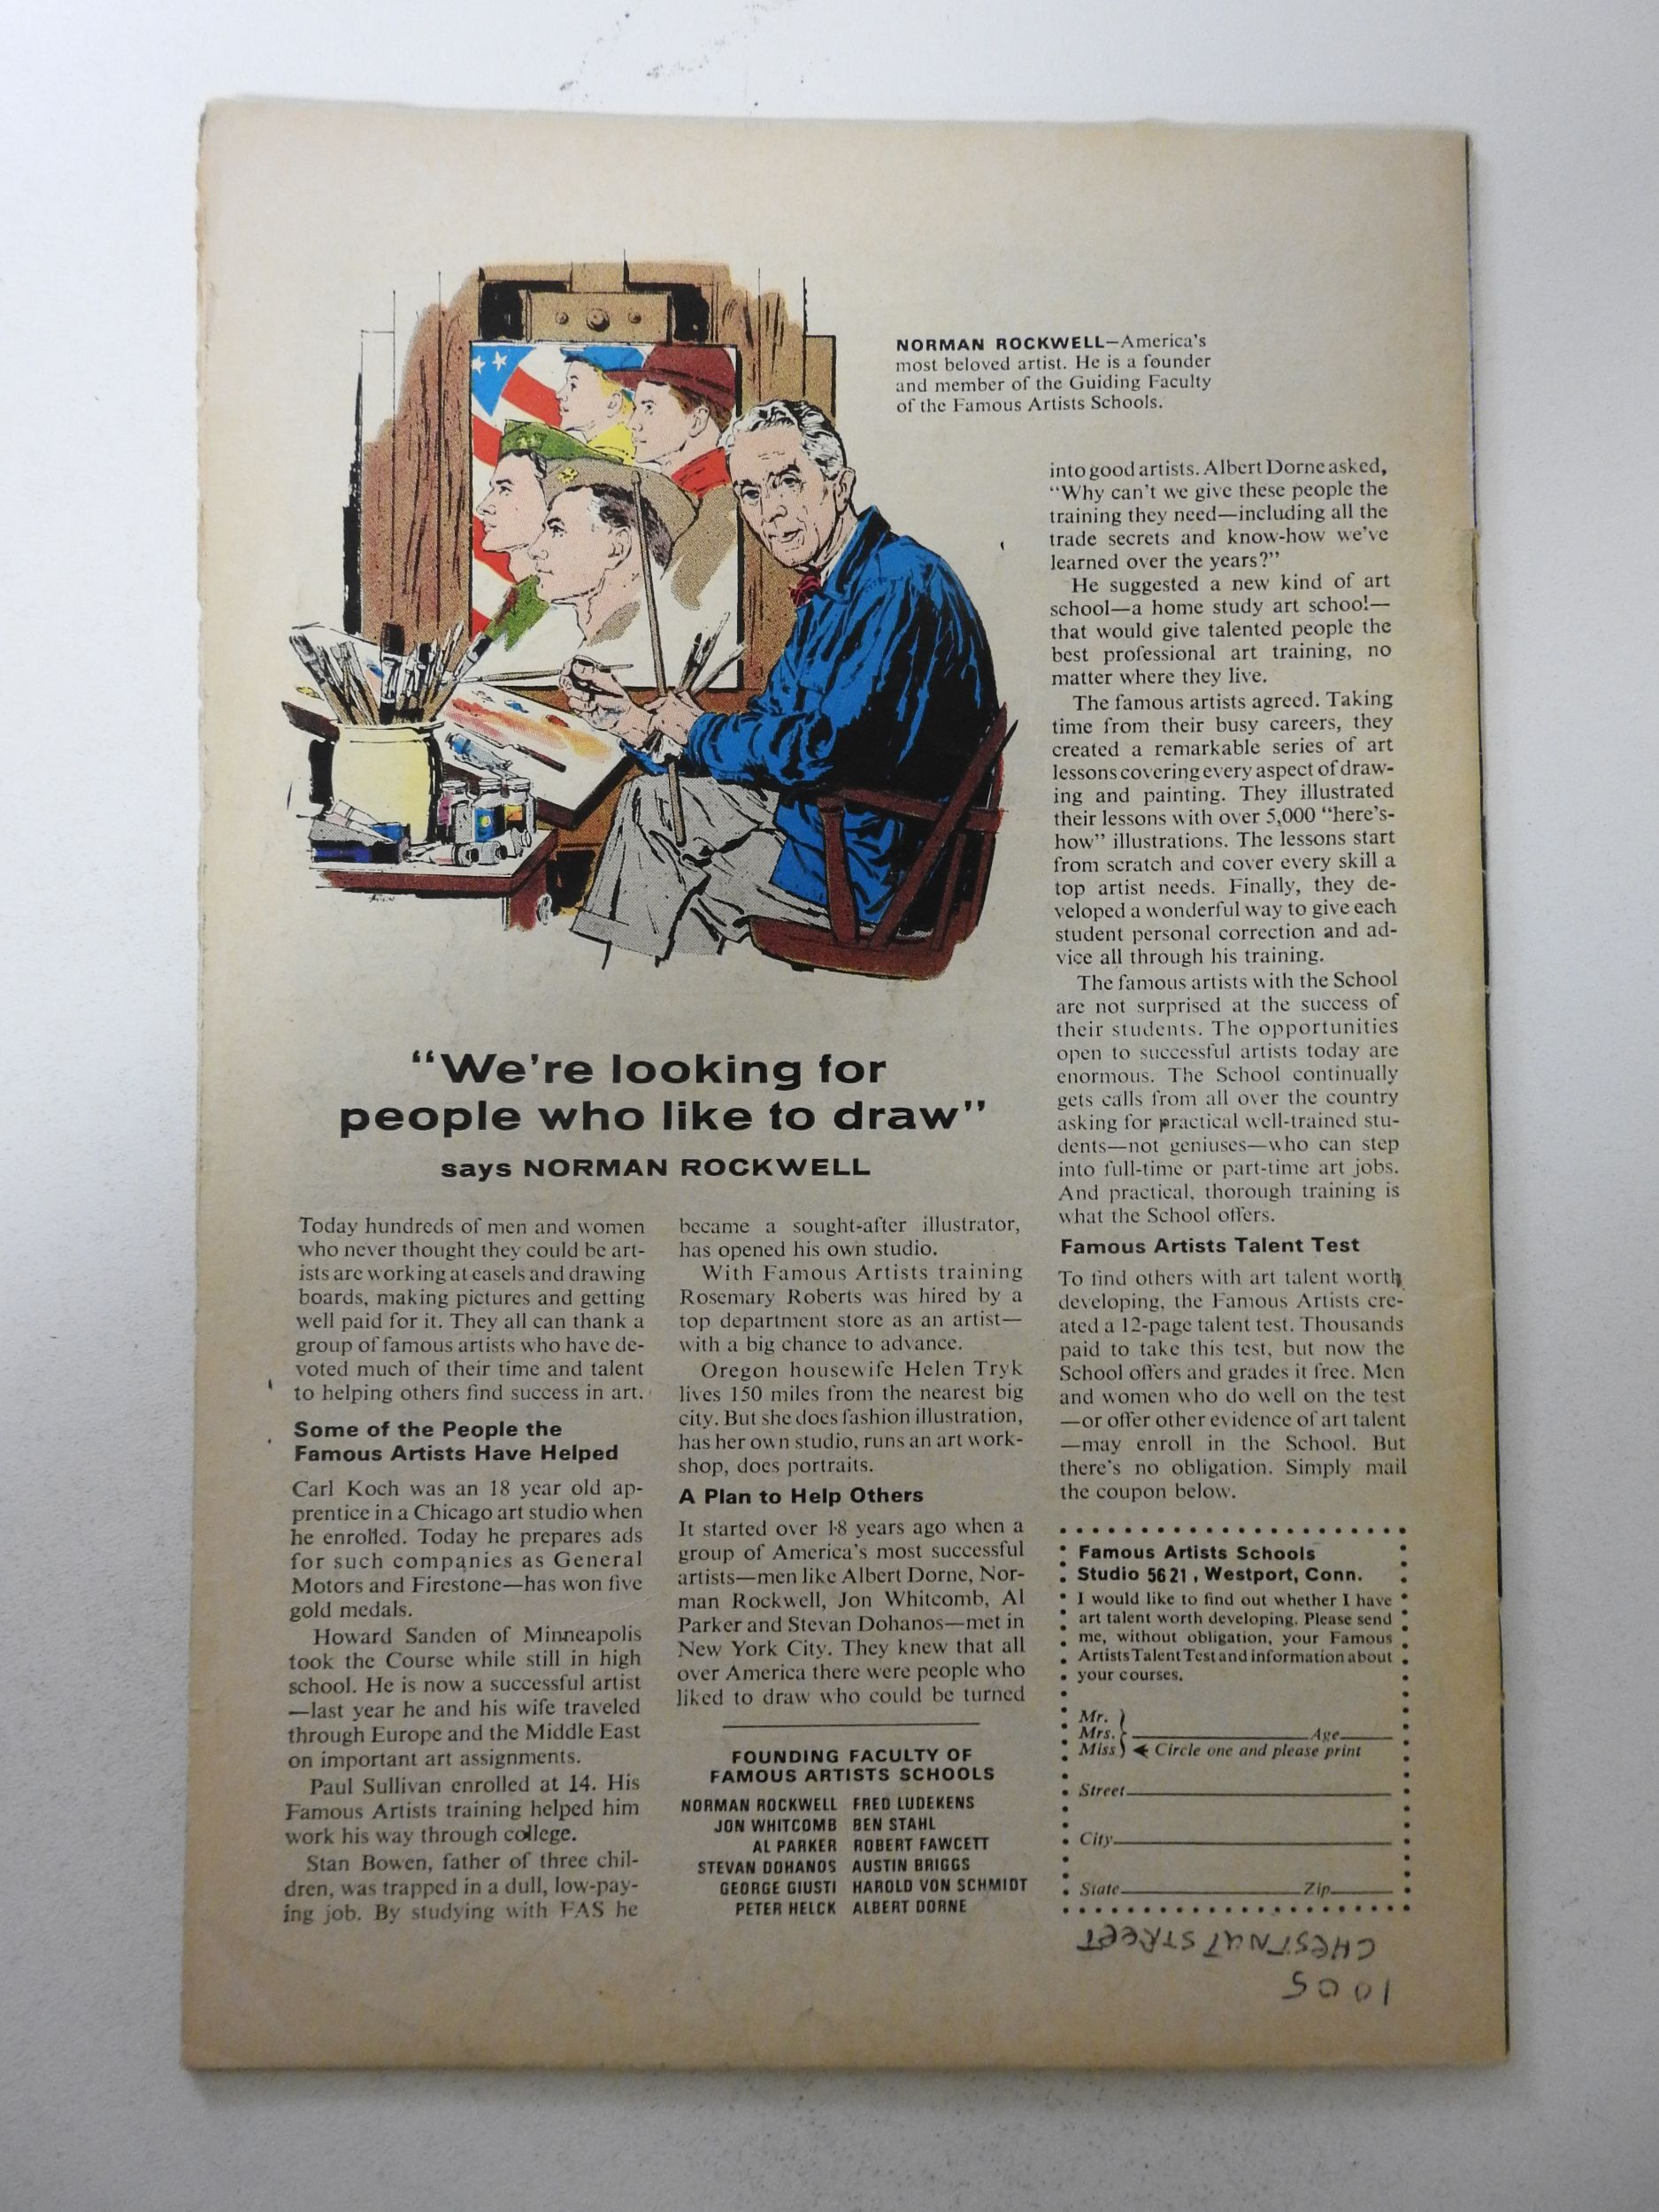 NORMAN ROCKWELL—America's
most beloved artist. He is a founder
and member of the Guiding Faculty
of the Famous Artists Schools.
"We're looking for
people who like to draw"
says NORMAN ROCKWELL
Today hundreds of men and women
who never thought they could be art-
ists are working at easels and drawing
boards, making pictures and getting
well paid for it. They all can thank a
group of famous artists who have de-
voted much of their time and talent
to helping others find success in art.
Some of the People the
Famous Artists Have Helped
Carl Koch was an 18 year old ap-
prentice in a Chicago art studio when
he enrolled. Today he prepares ads
for such companies as General
Motors and Firestone—has won five
gold medals.
Howard Sanden of Minneapolis
took the Course while still in high
school. He is now a successful artist
—last year he and his wife traveled
through Europe and the Middle East
on important art assignments.
Paul Sullivan enrolled at 14. His
Famous Artists training helped him
work his way through college.
Stan Bowen, father of three chil-
dren, was trapped in a dull, low-pay-
ing job. By studying with FAS he
became a sought-after illustrator,
has opened his own studio.
With Famous Artists training
Rosemary Roberts was hired by a
top department store as an artist—
with a big chance to advance.
Oregon housewife Helen Tryk
lives 150 miles from the nearest big
city. But she does fashion illustration,
has her own studio, runs an art work-
shop, does portraits.
A Plan to Help Others
It started over 18 years ago when a
group of America's most successful
artists—men like Albert Dorne, Nor-
man Rockwell, Jon Whitcomb, Al
Parker and Stevan Dohanos—met in
New York City. They knew that all
over America there were people who
liked to draw who could be turned
FOUNDING FACULTY OF
FAMOUS ARTISTS SCHOOLS
NORMAN ROCKWELL FRED LUDEKENS
JON WHITCOMB BEN STAHL
AL PARKER ROBERT FAWCETT
STEVAN DOHANOS AUSTIN BRIGGS
GEORGE GIUSTI HAROLD VON SCHMIDT
PETER HELCK ALBERT DORNE
into good artists. Albert Dorne asked,
"Why can't we give these people the
training they need—including all the
trade secrets and know-how we've
learned over the years?"
He suggested a new kind of art
school—a home study art school—
that would give talented people the
best professional art training, no
matter where they live.
The famous artists agreed. Taking
time from their busy careers, they
created a remarkable series of art
lessons covering every aspect of draw-
ing and painting. They illustrated
their lessons with over 5,000 "here's-
how" illustrations. The lessons start
from scratch and cover every skill a
top artist needs. Finally, they de-
veloped a wonderful way to give each
student personal correction and ad-
vice all through his training.
The famous artists with the School
are not surprised at the success of
their students. The opportunities
open to successful artists today are
enormous. The School continually
gets calls from all over the country
asking for practical well-trained stu-
dents—not geniuses—who can step
into full-time or part-time art jobs.
And practical, thorough training is
what the School offers.
Famous Artists Talent Test
To find others with art talent worth
developing, the Famous Artists cre-
ated a 12-page talent test. Thousands
paid to take this test, but now the
School offers and grades it free. Men
and women who do well on the test
—or offer other evidence of art talent
—may enroll in the School. But
there's no obligation. Simply mail
the coupon below.
Famous Artists Schools
Studio 5621, Westport, Conn.
I would like to find out whether I have
art talent worth developing. Please send
me, without obligation, your Famous
Artists Talent Test and information about
your courses.
Mr.
Mrs. Age
Miss Circle one and please print
Street
City
State Zip
1005
CHESTNUT STREET